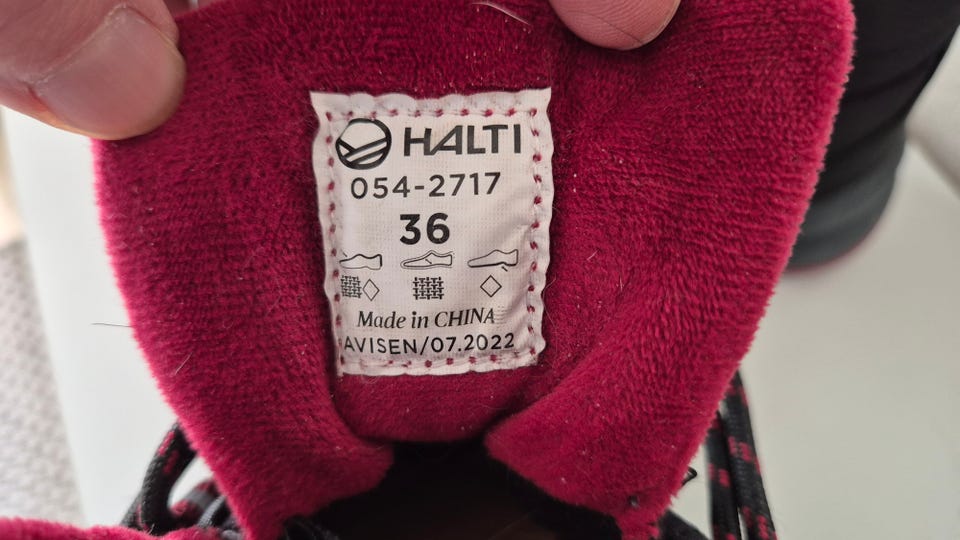 HALTI
054-2717
36
Made in CHINA
AVISEN/07.2022